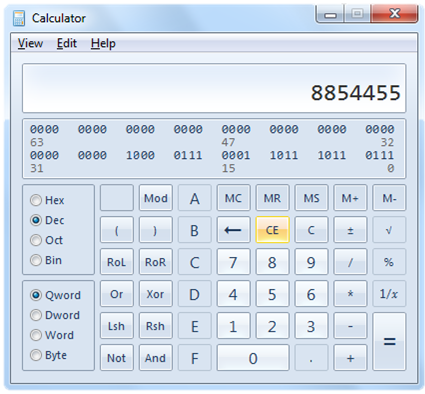 Calculator
View Edit Help
8854455
0000 0000 0000 0000 0000 0000 0000 0000
63 47 32
0000 0000 1000 0111 0001 1011 1011 0111
31 15 0
Hex
Dec
Oct
Bin
Qword
Dword
Word
Byte
Mod A MC MR MS M+ M-
( ) B ← CE C ± √
RoL RoR C 7 8 9 / %
Or Xor D 4 5 6 * 1/x
Lsh Rsh E 1 2 3 - =
Not And F 0 . +